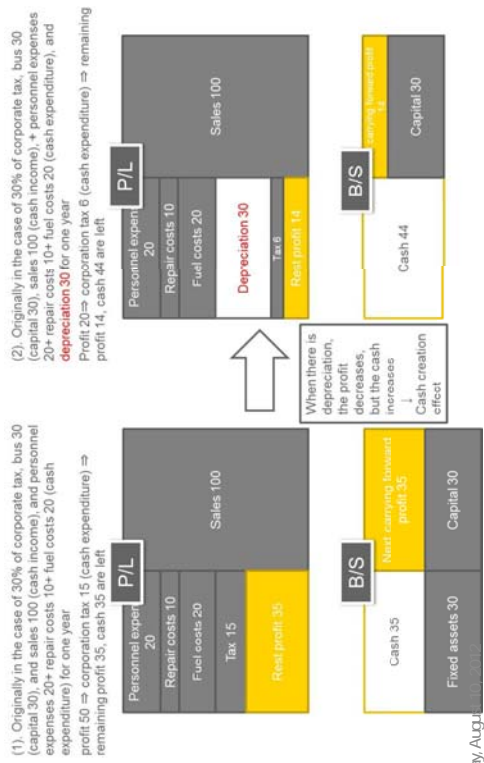 (1). Originally in the case of 30% of corporate tax, bus 30
(capital 30), and sales 100 (cash income), and personnel
expenses 20+ repair costs 10+ fuel costs 20 (cash
expenditure) for one year
profit 50 ⇒ corporation tax 15 (cash expenditure) ⇒
remaining profit 35, cash 35 are left
P/L
Personnel expen
20
Repair costs 10
Fuel costs 20
Tax 15
Rest profit 35
Sales 100
B/S
Cash 35
Fixed assets 30
Next carrying forward
profit 35
Capital 30
When there is
depreciation,
the profit
decreases,
but the cash
increases
↓
Cash creation
effect
(2). Originally in the case of 30% of corporate tax, bus 30
(capital 30), sales 100 (cash income), + personnel expenses
20+ repair costs 10+ fuel costs 20 (cash expenditure), and
depreciation 30 for one year
Profit 20⇒ corporation tax 6 (cash expenditure) ⇒ remaining
profit 14, cash 44 are left
P/L
Personnel expen
20
Repair costs 10
Fuel costs 20
Depreciation 30
Tax 6
Rest profit 14
Sales 100
B/S
Cash 44
carrying forward profit
14
Capital 30